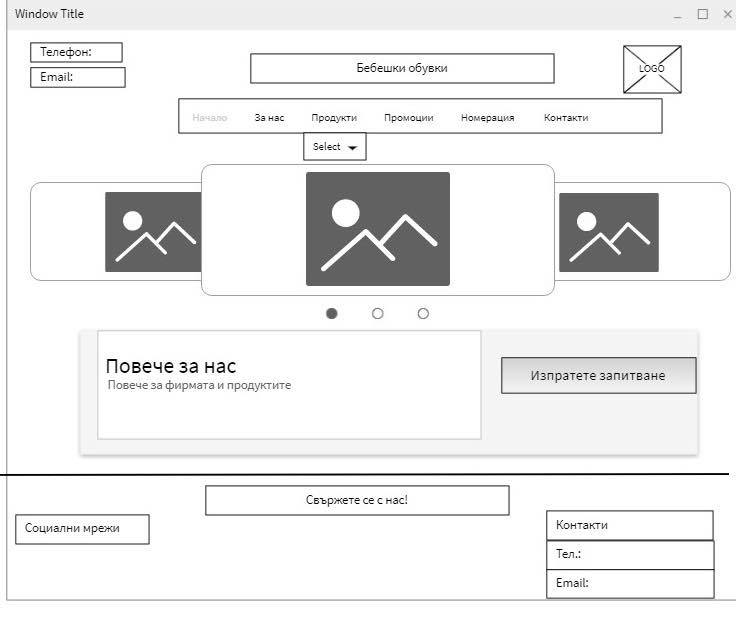 Window Title
Телефон:
Email:
Бебешки обувки
LOGO
Начало За нас Продукти Промоции Номерация Контакти
Select
Повече за нас
Повече за фирмата и продуктите
Изпратете запитване
Свържете се с нас!
Социални мрежи
Контакти
Тел.:
Email: